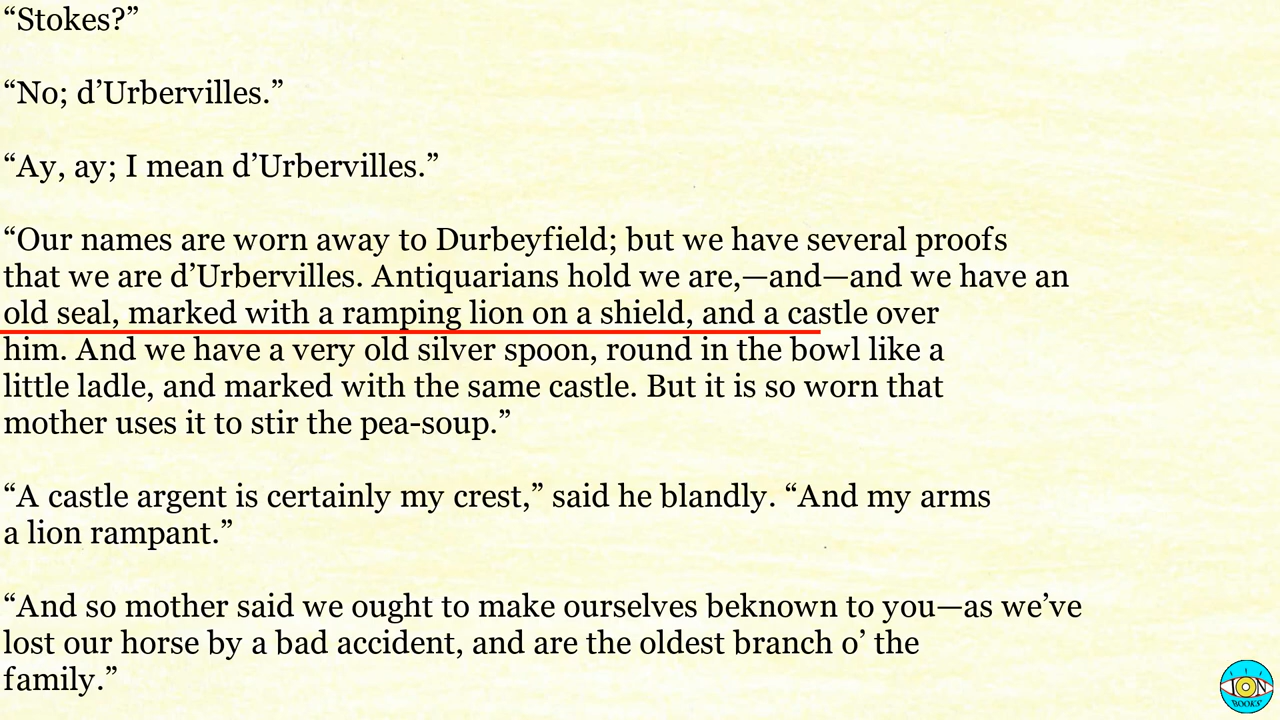 “Stokes?”
“No; d’Urbervilles.”
“Ay, ay; I mean d’Urbervilles.”
“Our names are worn away to Durbeyfield; but we have several proofs
that we are d’Urbervilles. Antiquarians hold we are,—and—and we have an
old seal, marked with a ramping lion on a shield, and a castle over
him. And we have a very old silver spoon, round in the bowl like a
little ladle, and marked with the same castle. But it is so worn that
mother uses it to stir the pea-soup.”
“A castle argent is certainly my crest,” said he blandly. “And my arms
a lion rampant.”
“And so mother said we ought to make ourselves beknown to you—as we’ve
lost our horse by a bad accident, and are the oldest branch o’ the
family.”
ION
BOOKS